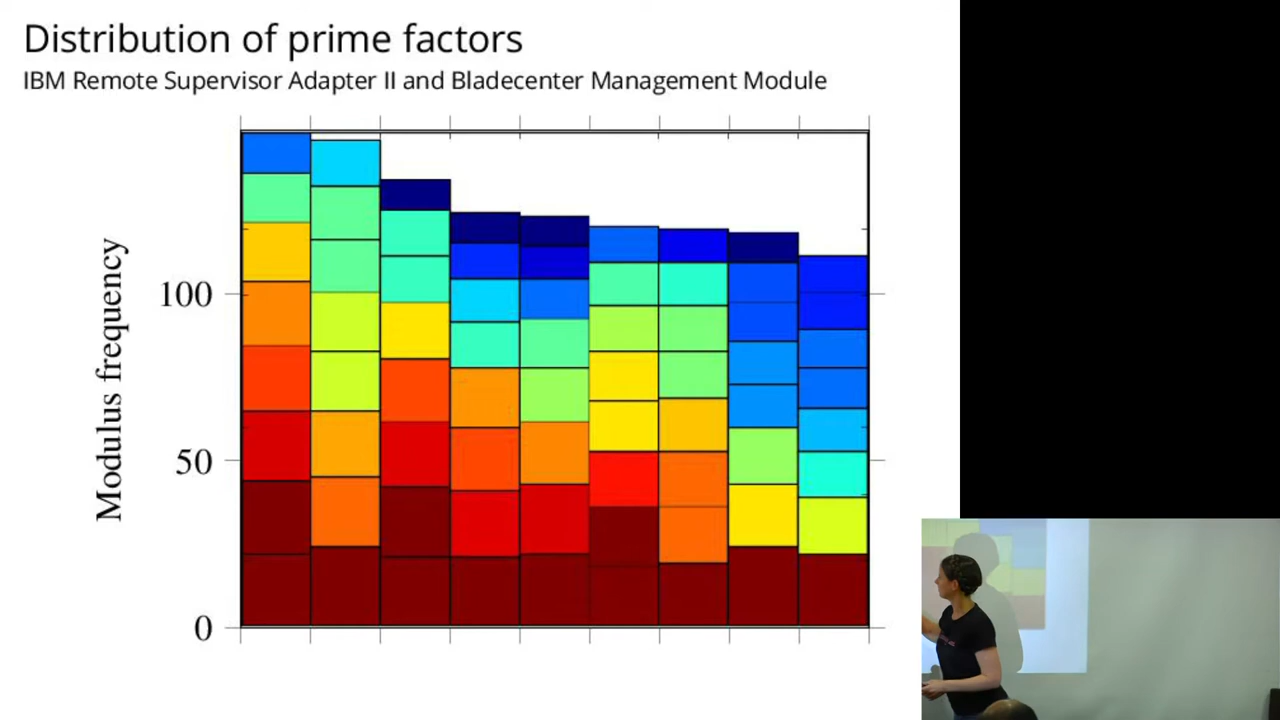 Distribution of prime factors
IBM Remote Supervisor Adapter II and Bladecenter Management Module
Modulus frequency
100
50
0